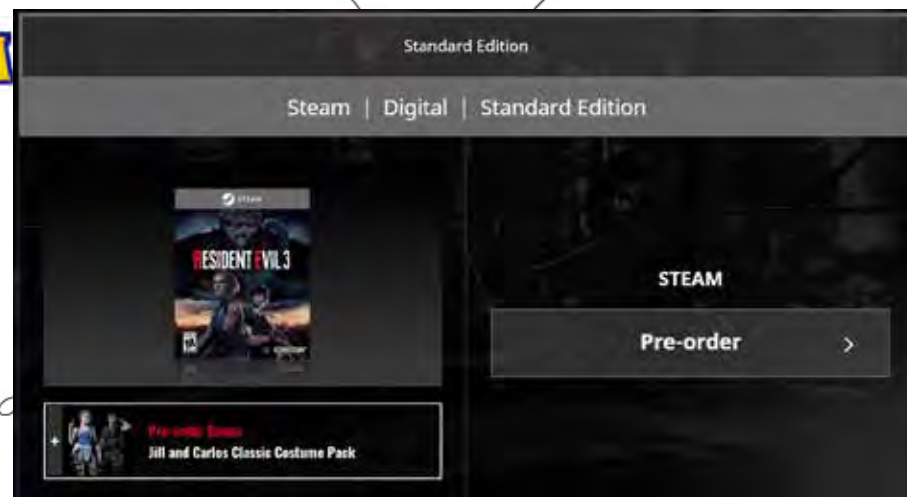 Standard Edition
Steam | Digital | Standard Edition
STEAM
RESIDENT EVIL 3
STEAM
Pre-order >
+
Pre-order Bonus
Jill and Carlos Classic Costume Pack